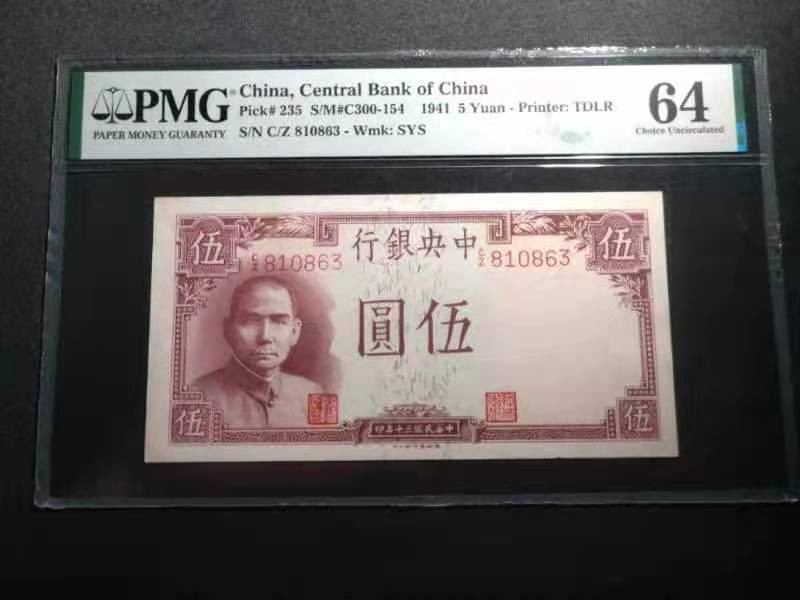 PMG
PAPER MONEY GUARANTY
China, Central Bank of China
Pick# 235 S/M#C300-154 1941 5 Yuan - Printer: TDLR
S/N C/Z 810863 - Wmk: SYS
64
Choice Uncirculated
伍 行銀央中 伍
C/Z 810863 C/Z 810863
圓伍
伍 印年十三國民華中 伍